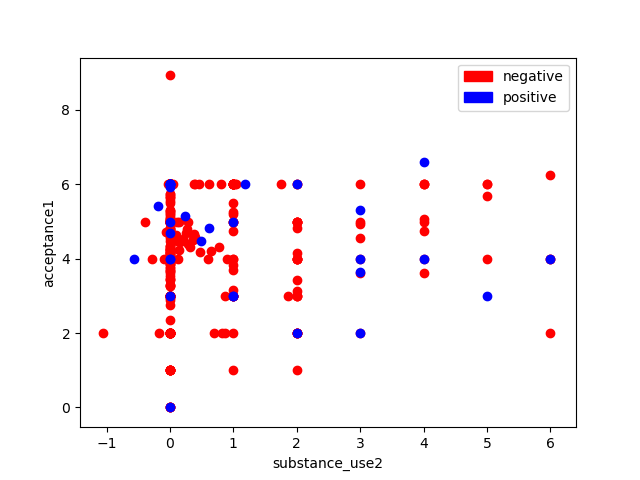 negative
positive
8
6
4
2
0
acceptance1
−1 0 1 2 3 4 5 6
substance_use2